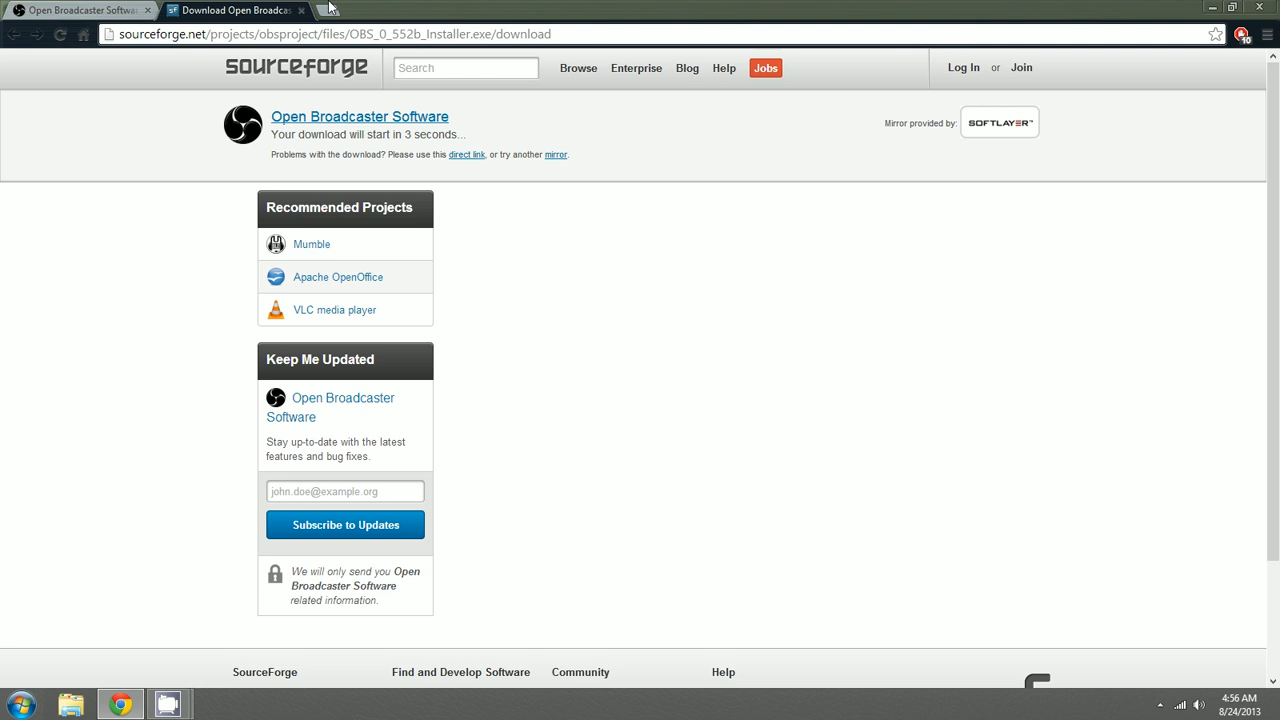 Open Broadcaster Softwar
Download Open Broadcas
sourceforge.net/projects/obsproject/files/OBS_0_552b_Installer.exe/download
10
sourceforge
Search
Browse Enterprise Blog Help Jobs
Log In or Join
Open Broadcaster Software
Your download will start in 3 seconds...
Problems with the download? Please use this direct link, or try another mirror.
Mirror provided by: SOFTLAYER™
Recommended Projects
Mumble
Apache OpenOffice
VLC media player
Keep Me Updated
Open Broadcaster
Software
Stay up-to-date with the latest
features and bug fixes.
john.doe@example.org
Subscribe to Updates
We will only send you Open
Broadcaster Software
related information.
SourceForge Find and Develop Software Community Help
4:56 AM
8/24/2013